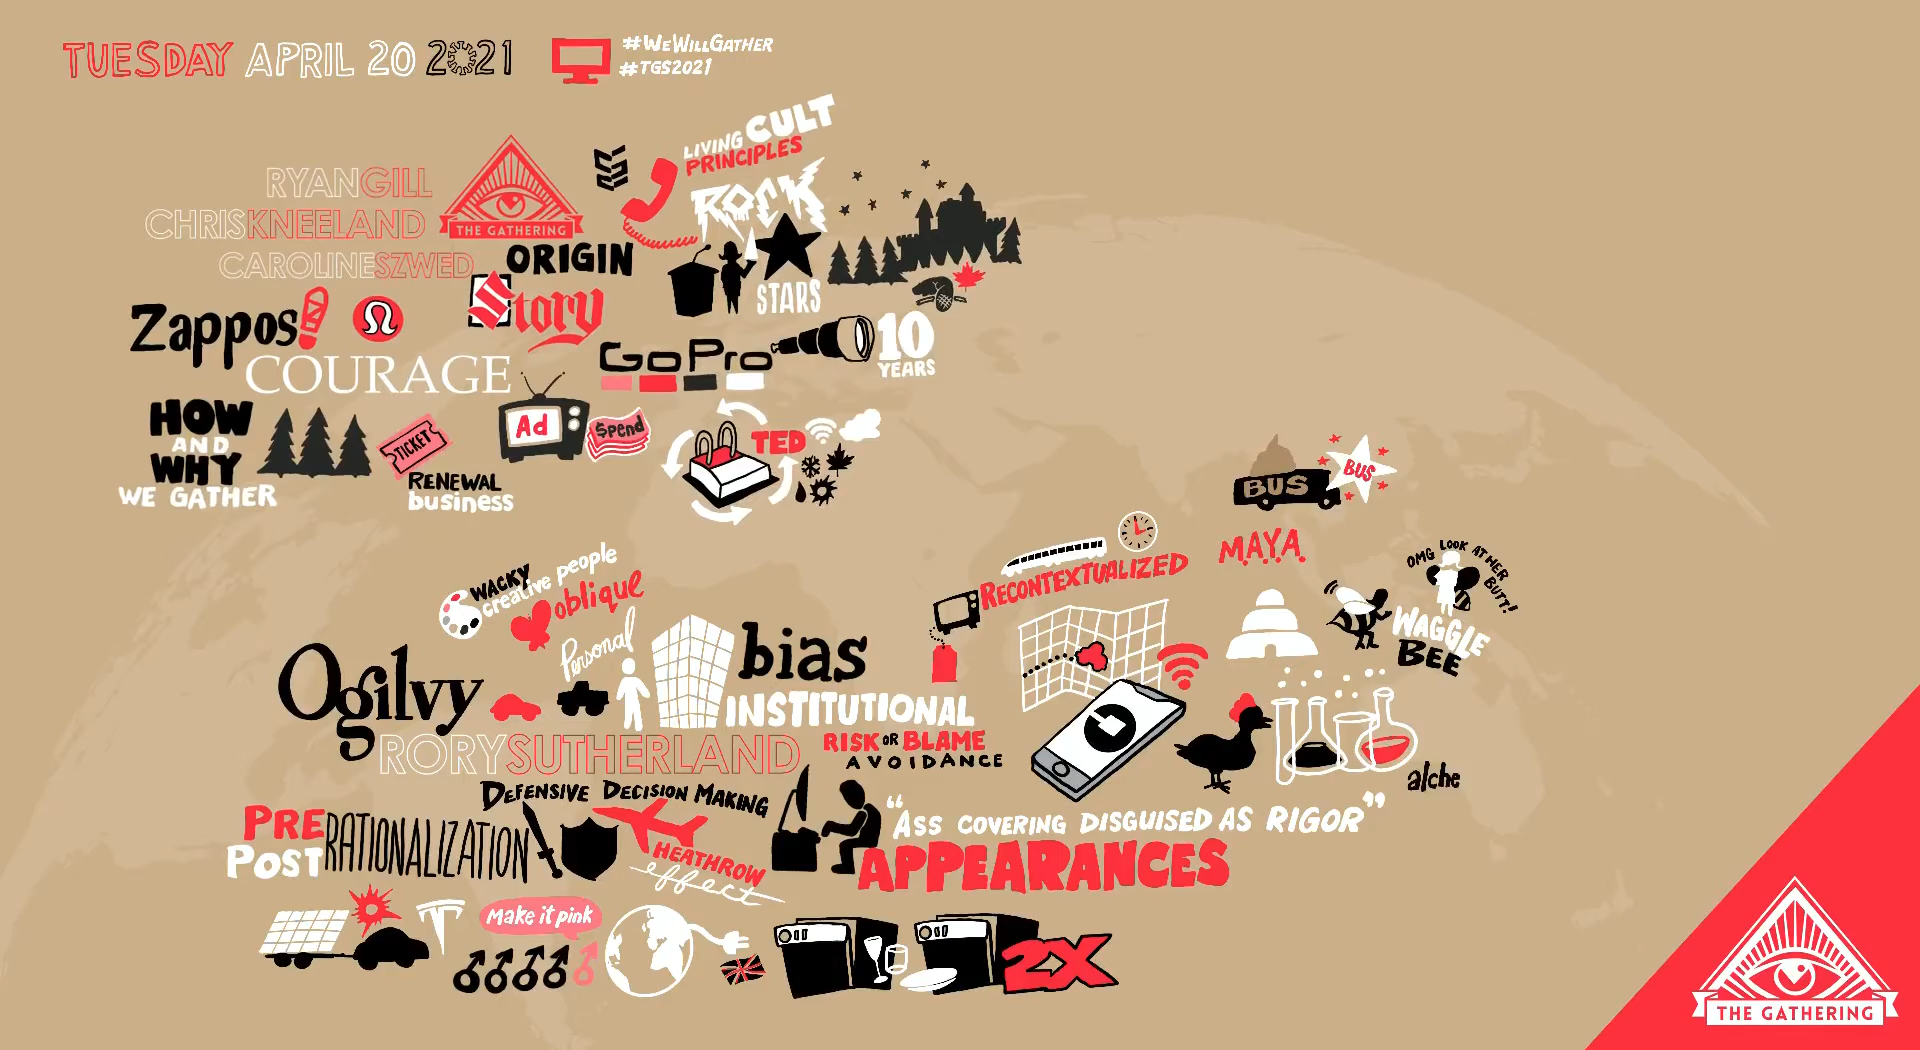 TUESDAY APRIL 20 2021
#WEWILLGATHER
#TGS2021
RYANGILL
CHRISKNEELAND
CAROLINESZWED
THE GATHERING
LIVING CULT
PRINCIPLES
ROCK
STARS
ORIGIN
Story
Zappos!
COURAGE
GoPro
10
YEARS
HOW
AND
WHY
WE GATHER
TICKET
RENEWAL
business
Ad
$pend
TED
WACKY
creative people
oblique
Personal
Ogilvy
bias
INSTITUTIONAL
RORYSUTHERLAND
RISK OR BLAME
AVOIDANCE
DEFENSIVE DECISION MAKING
PRE
POST
RATIONALIZATION
HEATHROW
effect
"ASS COVERING DISGUISED AS RIGOR"
APPEARANCES
Make it pink
2X
RECONTEXTUALIZED
BUS
BUS
M.A.Y.A.
OMG LOOK AT HER BUTT!
WAGGLE
BEE
alche
THE GATHERING